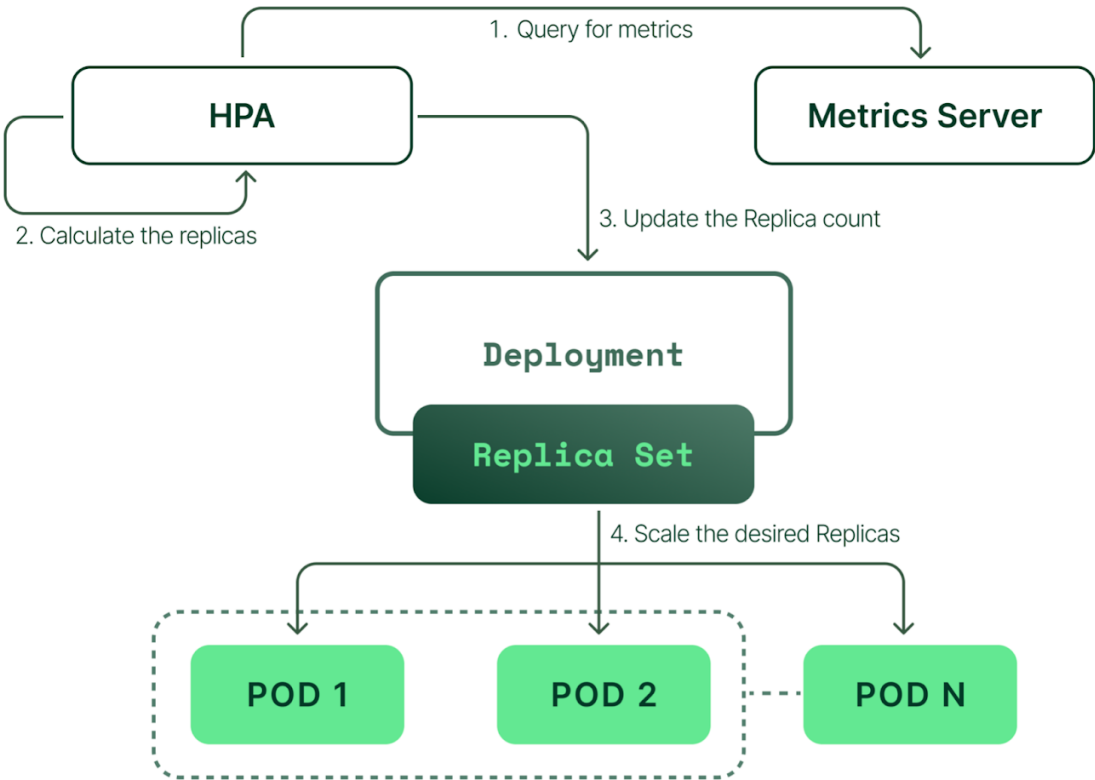 1. Query for metrics
HPA
Metrics Server
2. Calculate the replicas
3. Update the Replica count
Deployment
Replica Set
4. Scale the desired Replicas
POD 1
POD 2
POD N